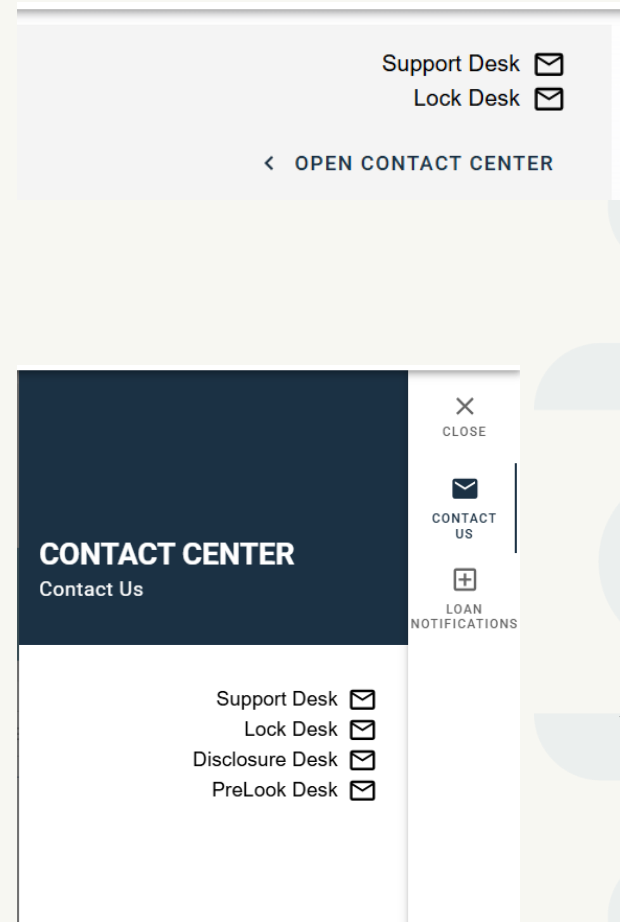 Support Desk
Lock Desk
OPEN CONTACT CENTER
CLOSE
CONTACT
US
LOAN
NOTIFICATIONS
CONTACT CENTER
Contact Us
Support Desk
Lock Desk
Disclosure Desk
PreLook Desk